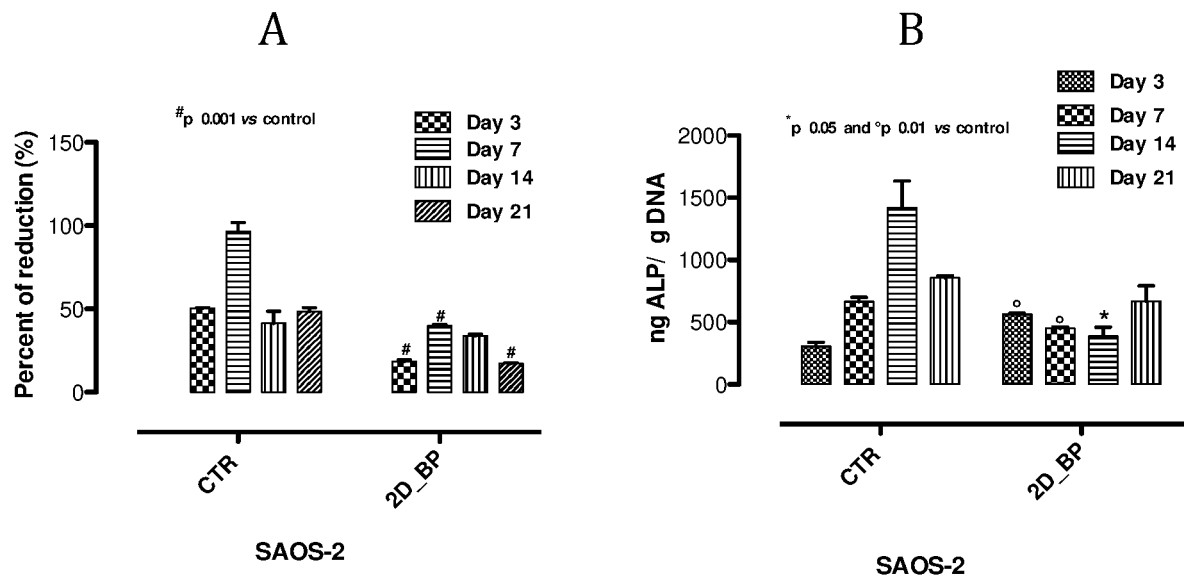 A
#p 0.001 vs control
Day 3
Day 7
Day 14
Day 21
Percent of reduction (%)
150
100
50
0
#
#
#
CTR
2D_BP
SAOS-2
B
Day 3
Day 7
Day 14
Day 21
*p 0.05 and °p 0.01 vs control
ng ALP/ g DNA
2000
1500
1000
500
0
°
°
*
CTR
2D_BP
SAOS-2